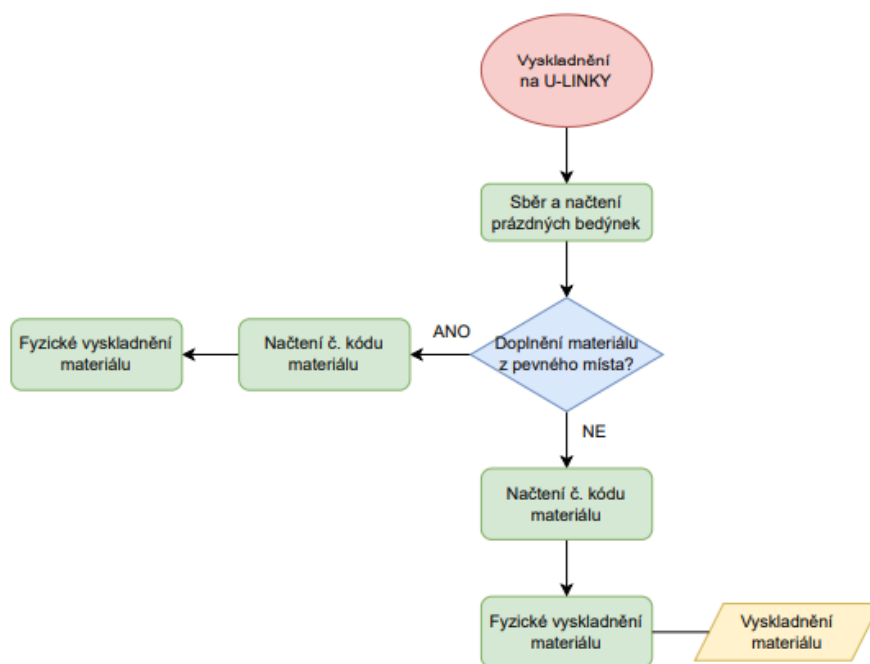 Vyskladnění
na U-LINKY
Sběr a načtení
prázdných bedýnek
Doplnění materiálu
z pevného místa?
ANO
Načtení č. kódu
materiálu
Fyzické vyskladnění
materiálu
NE
Načtení č. kódu
materiálu
Fyzické vyskladnění
materiálu
Vyskladnění
materiálu